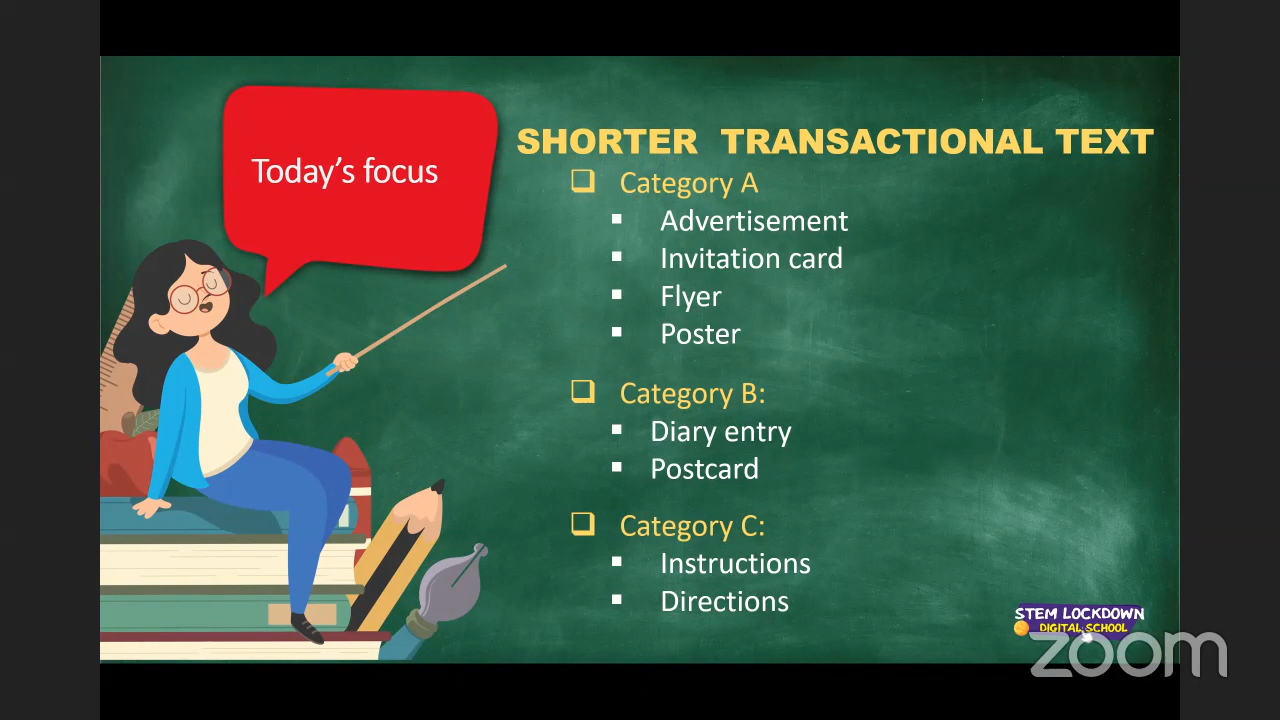 Today's focus
SHORTER TRANSACTIONAL TEXT
Category A
Advertisement
Invitation card
Flyer
Poster
Category B:
Diary entry
Postcard
Category C:
Instructions
Directions
STEM LOCKDOWN
DIGITAL SCHOOL
zoom